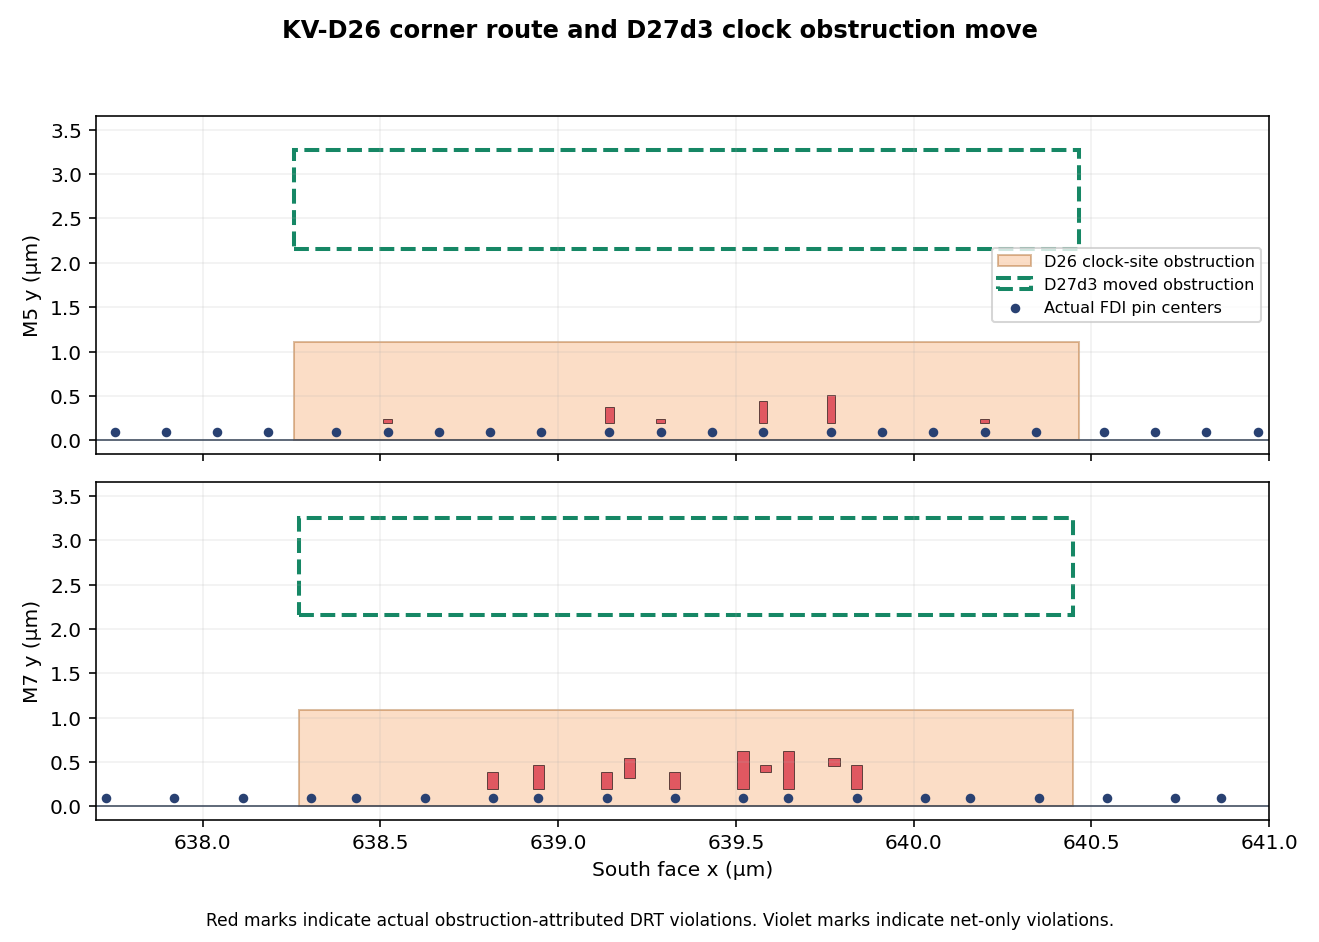 KV-D26 corner route and D27d3 clock obstruction move
3.5
3.0
2.5
2.0
1.5
1.0
0.5
0.0
M5 y (μm)
D26 clock-site obstruction
D27d3 moved obstruction
Actual FDI pin centers
3.5
3.0
2.5
2.0
1.5
1.0
0.5
0.0
M7 y (μm)
638.0 638.5 639.0 639.5 640.0 640.5 641.0
South face x (μm)
Red marks indicate actual obstruction-attributed DRT violations. Violet marks indicate net-only violations.